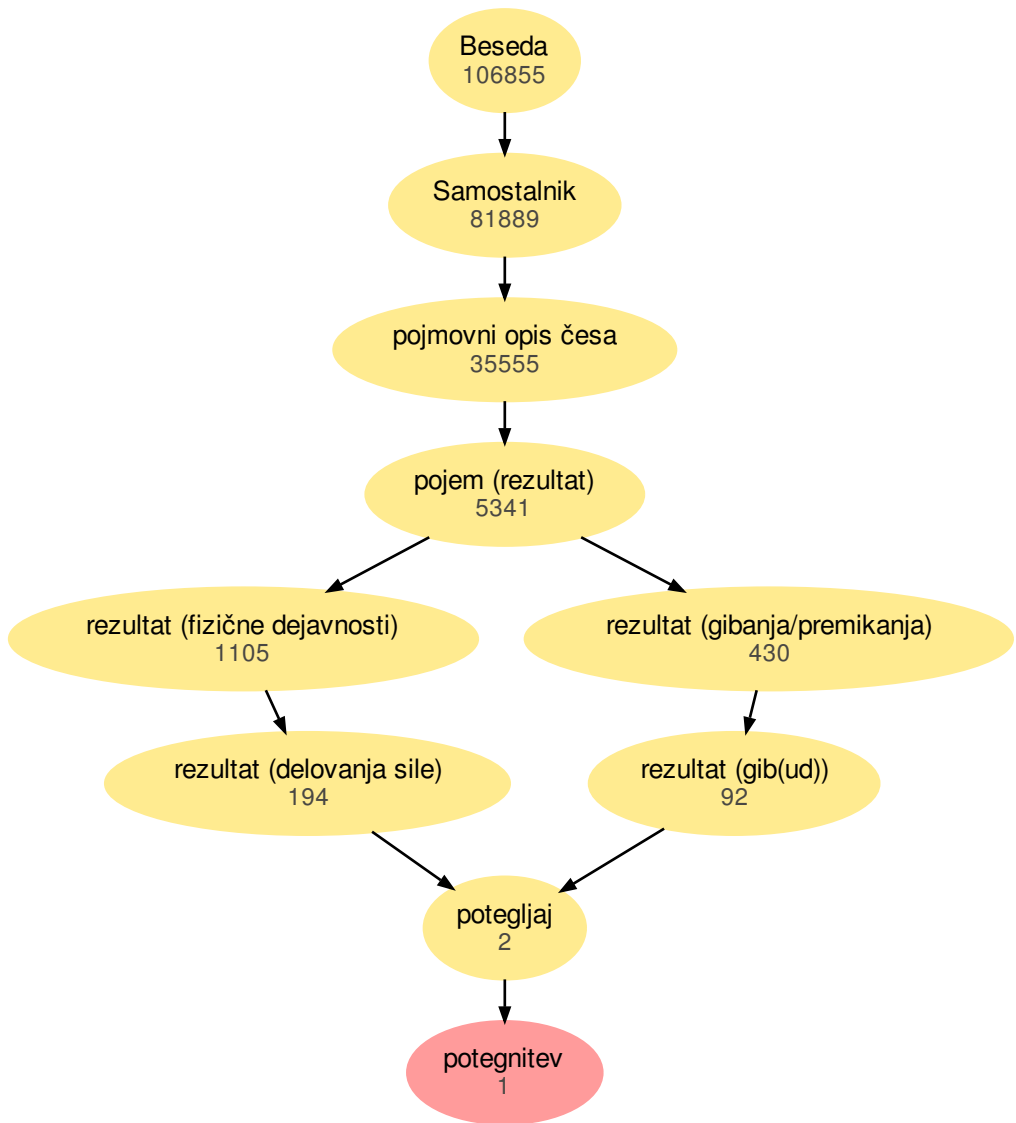 Beseda
106855
Samostalnik
81889
pojmovni opis česa
35555
pojem (rezultat)
5341
rezultat (fizične dejavnosti)
1105
rezultat (gibanja/premikanja)
430
rezultat (delovanja sile)
194
rezultat (gib(ud))
92
potegljaj
2
potegnitev
1